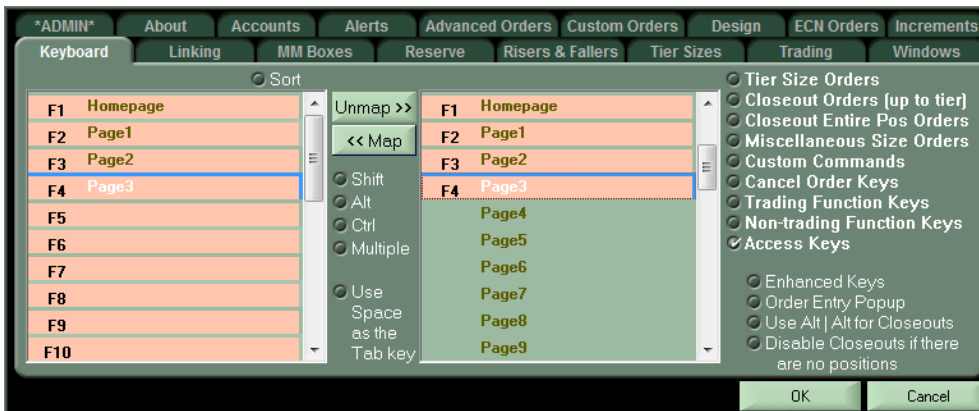 *ADMIN* About Accounts Alerts Advanced Orders Custom Orders Design ECN Orders Increments
Keyboard Linking MM Boxes Reserve Risers & Fallers Tier Sizes Trading Windows
Sort
F1 Homepage
F2 Page1
F3 Page2
F4 Page3
F5
F6
F7
F8
F9
F10
Unmap >>
<< Map
Shift
Alt
Ctrl
Multiple
Use
Space
as the
Tab key
F1 Homepage
F2 Page1
F3 Page2
F4 Page3
Page4
Page5
Page6
Page7
Page8
Page9
Tier Size Orders
Closeout Orders (up to tier)
Closeout Entire Pos Orders
Miscellaneous Size Orders
Custom Commands
Cancel Order Keys
Trading Function Keys
Non-trading Function Keys
Access Keys
Enhanced Keys
Order Entry Popup
Use Alt | Alt for Closeouts
Disable Closeouts if there
are no positions
OK Cancel